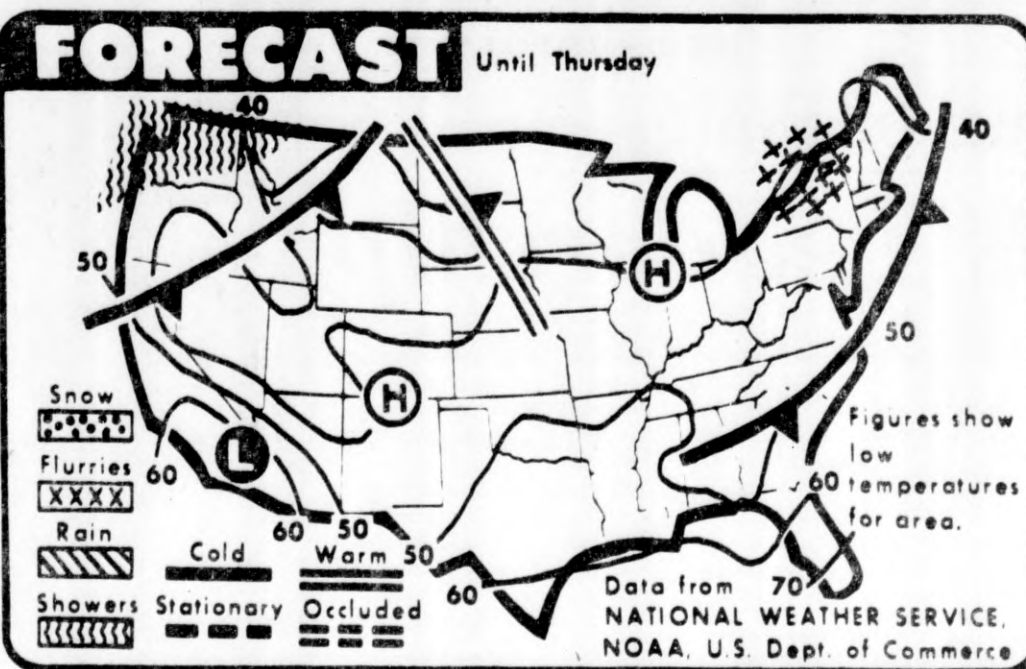 FORECAST Until Thursday
40
40
50
H
50
H
L
60
60
60
50
50
60
70
Snow
Flurries
XXXX
Rain
Showers
Cold
Warm
Stationary
Occluded
Figures show
low
temperatures
for area.
Data from
NATIONAL WEATHER SERVICE,
NOAA, U.S. Dept. of Commerce